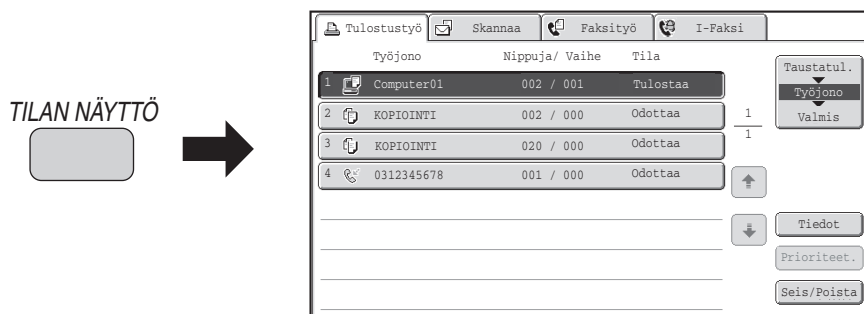 TILAN NÄYTTÖ
Tulostustyö Skannaa Faksityö I-Faksi
Työjono Nippuja/ Vaihe Tila
1 Computer01 002 / 001 Tulostaa
2 KOPIOINTI 002 / 000 Odottaa
3 KOPIOINTI 020 / 000 Odottaa
4 0312345678 001 / 000 Odottaa
1
1
Taustatul.
Työjono
Valmis
Tiedot
Prioriteet.
Seis/Poista